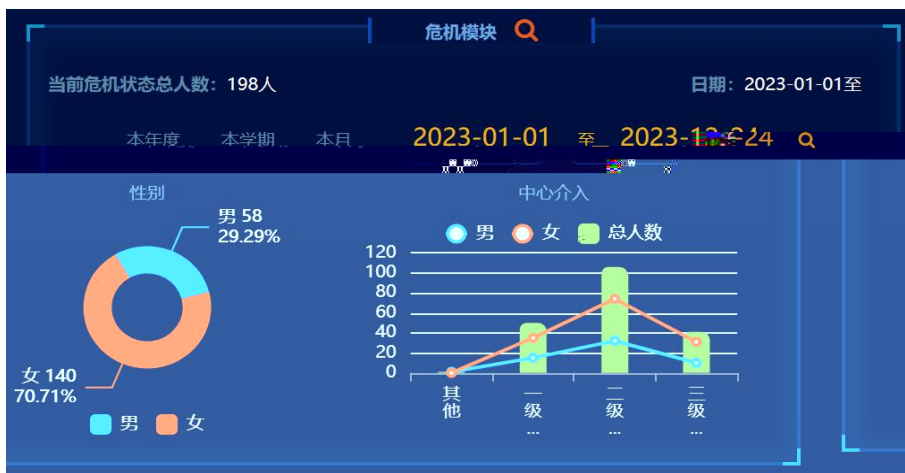 危机模块
当前危机状态总人数：198人
日期：2023-01-01至
本年度 本学期 本月
2023-01-01 至
性别
男 58
29.29%
女 140
70.71%
男 女
中心介入
男 女 总人数
120
100
80
60
40
20
0
其他
一级...
二级...
三级...